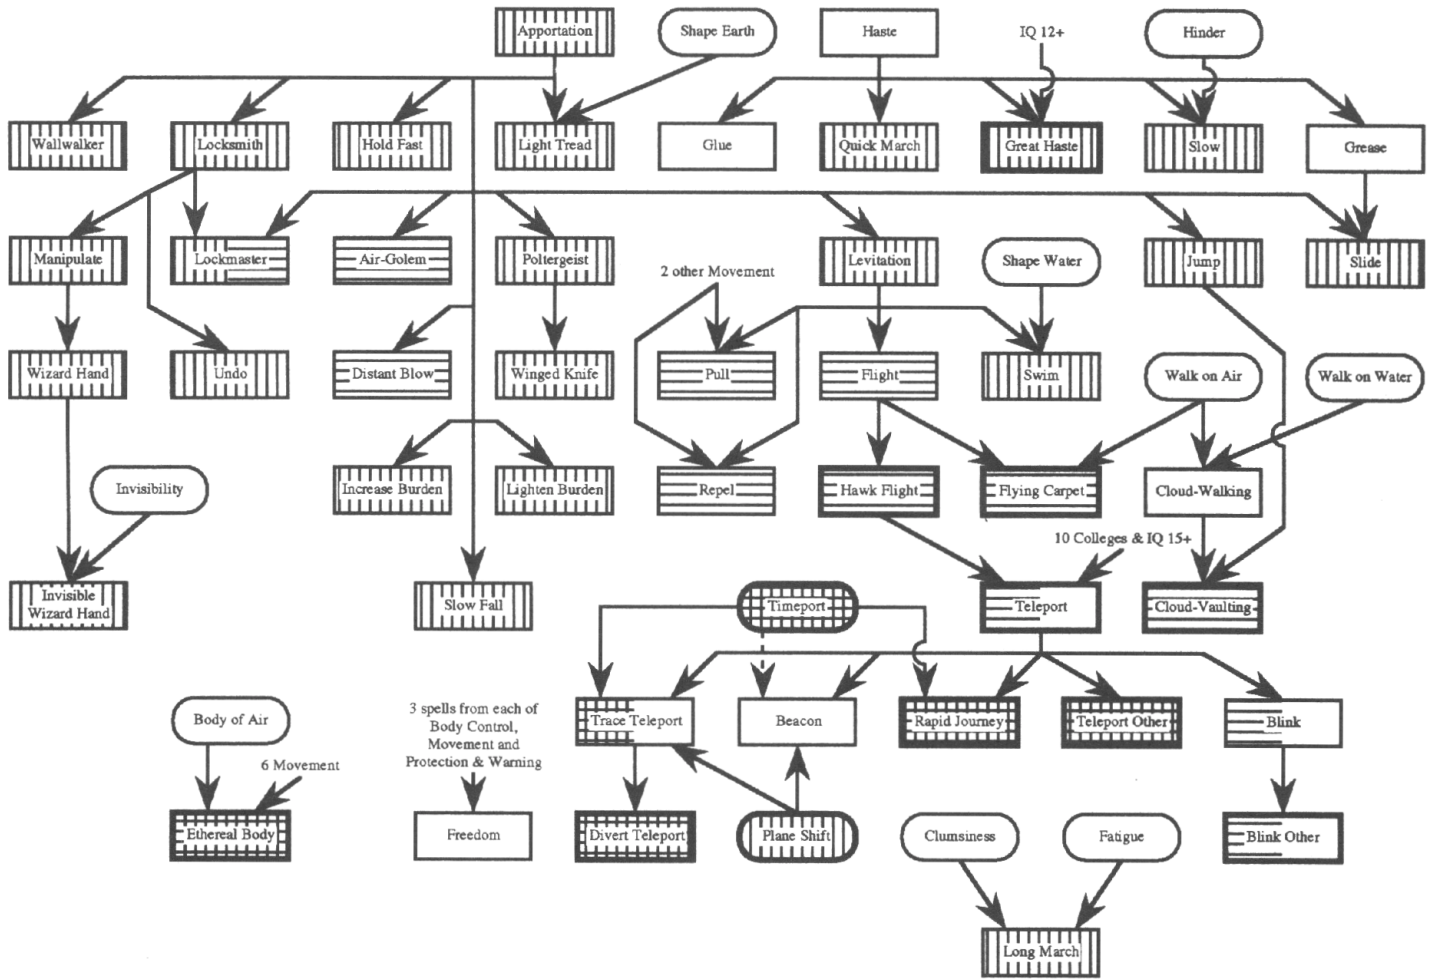 Apportation
Shape Earth
Haste
IQ 12+
Hinder
Wallwalker
Locksmith
Hold Fast
Light Tread
Glue
Quick March
Great Haste
Slow
Grease
Manipulate
Lockmaster
Air-Golem
Poltergeist
2 other Movement
Levitation
Shape Water
Jump
Slide
Wizard Hand
Undo
Distant Blow
Winged Knife
Pull
Flight
Swim
Walk on Air
Walk on Water
Invisibility
Increase Burden
Lighten Burden
Repel
Hawk Flight
Flying Carpet
Cloud-Walking
10 Colleges & IQ 15+
Invisible
Wizard Hand
Slow Fall
Timeport
Teleport
Cloud-Vaulting
Body of Air
3 spells from each of
Body Control,
Movement and
Protection & Warning
Trace Teleport
Beacon
Rapid Journey
Teleport Other
Blink
6 Movement
Ethereal Body
Freedom
Divert Teleport
Plane Shift
Clumsiness
Fatigue
Blink Other
Long March